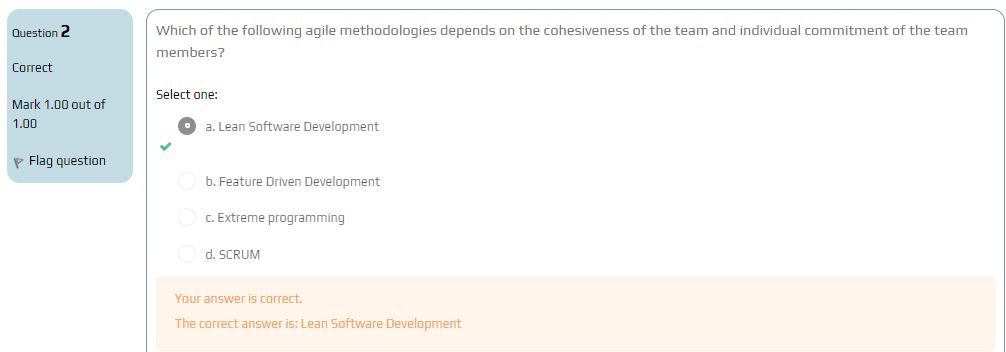 Question 2
Correct
Mark 1.00 out of
1.00
Flag question
Which of the following agile methodologies depends on the cohesiveness of the team and individual commitment of the team
members?
Select one:
a. Lean Software Development
b. Feature Driven Development
c. Extreme programming
d. SCRUM
Your answer is correct.
The correct answer is: Lean Software Development